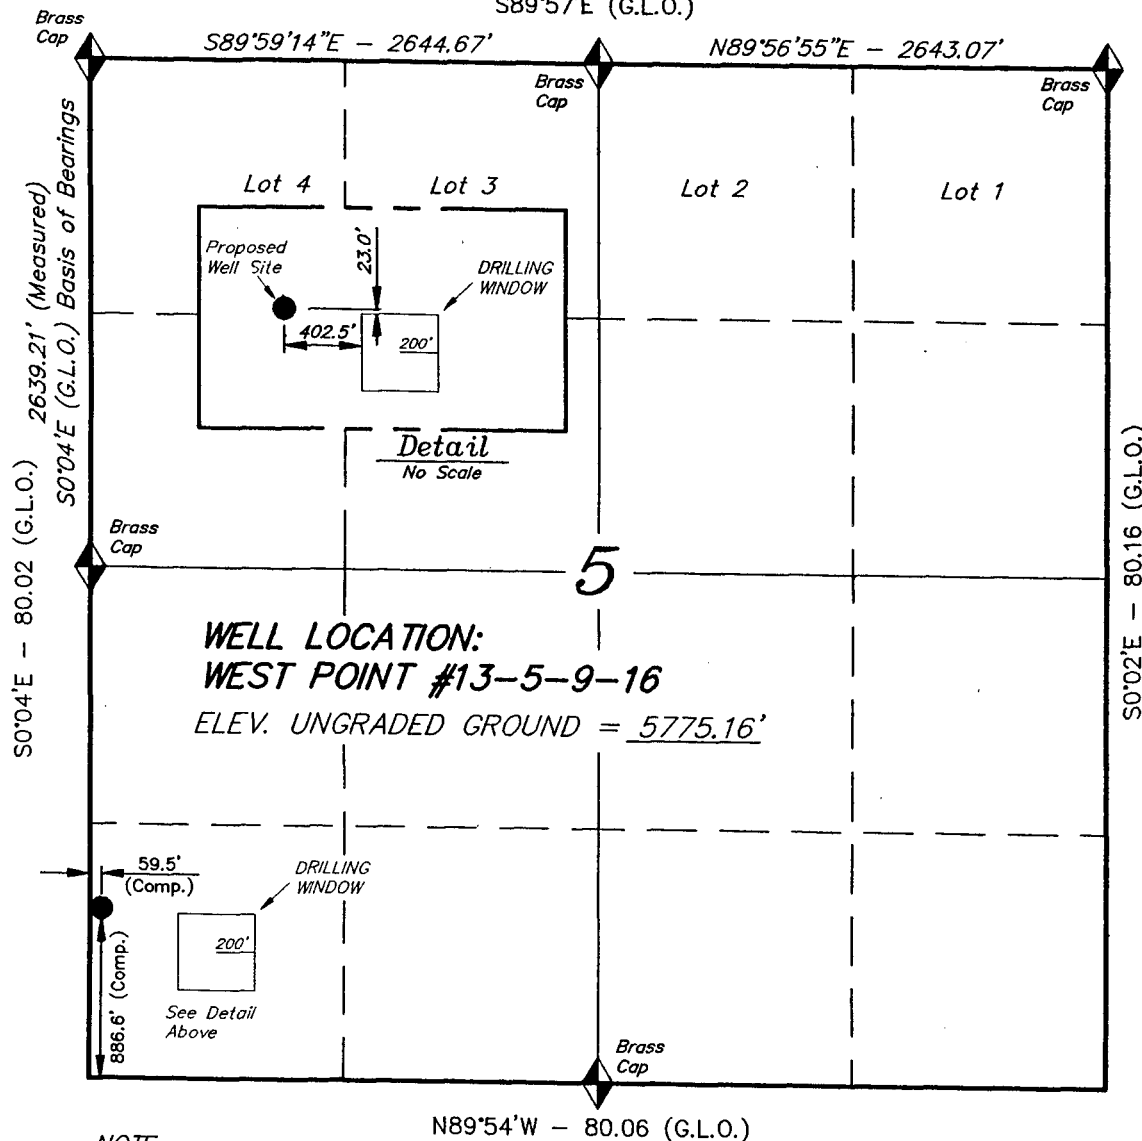 S89°57'E (G.L.O.)
Brass
Cap
S89°59'14"E - 2644.67'
N89°56'55"E - 2643.07'
Brass
Cap
Brass
Cap
Lot 4
Lot 3
Lot 2
Lot 1
Proposed
Well Site
23.0'
DRILLING
WINDOW
402.5'
200'
Detail
No Scale
2639.21' (Measured)
S0°04'E (G.L.O.) Basis of Bearings
S0°04'E - 80.02 (G.L.O.)
S0°02'E - 80.16 (G.L.O.)
Brass
Cap
5
WELL LOCATION:
WEST POINT #13-5-9-16
ELEV. UNGRADED GROUND = 5775.16'
59.5'
(Comp.)
DRILLING
WINDOW
200'
886.6' (Comp.)
See Detail
Above
Brass
Cap
N89°54'W - 80.06 (G.L.O.)